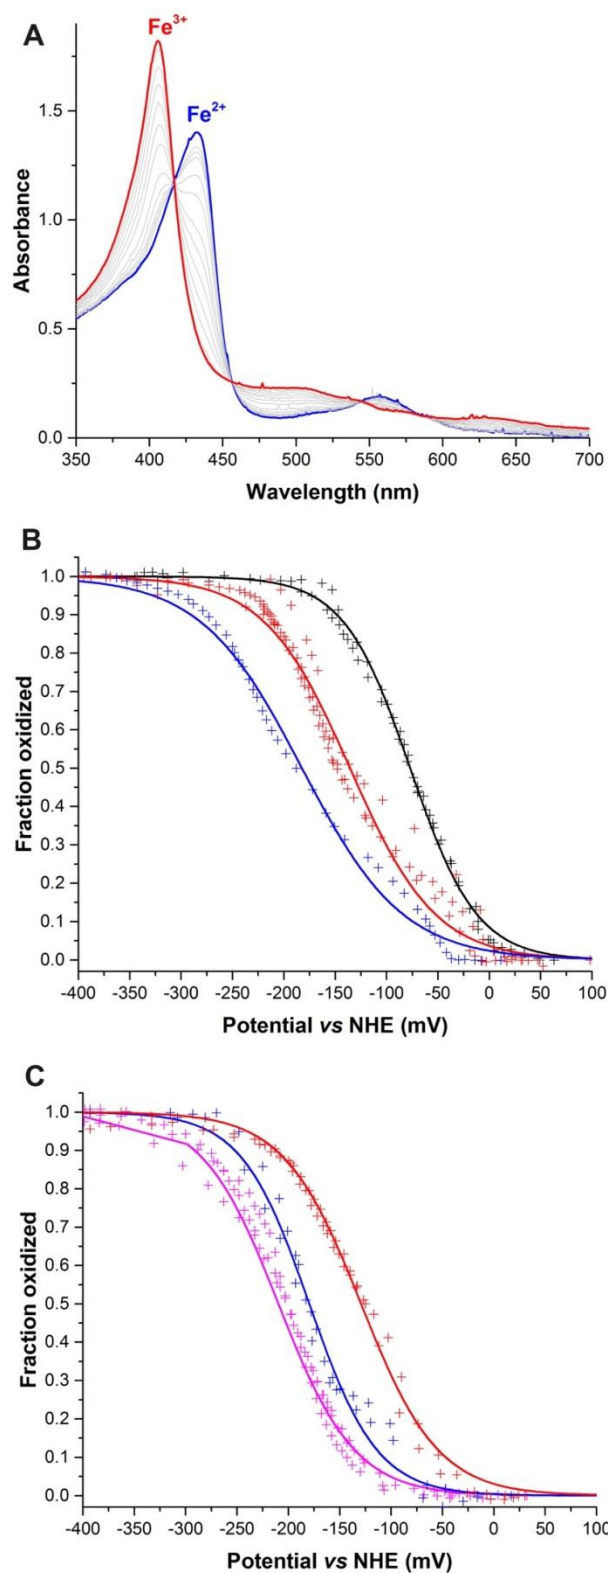 A
Fe3+
Fe2+
1.5
1.0
0.5
0.0
Absorbance
350 400 450 500 550 600 650 700
Wavelength (nm)
B
1.0
0.9
0.8
0.7
0.6
0.5
0.4
0.3
0.2
0.1
0.0
Fraction oxidized
-400 -350 -300 -250 -200 -150 -100 -50 0 50 100
Potential vs NHE (mV)
C
1.0
0.9
0.8
0.7
0.6
0.5
0.4
0.3
0.2
0.1
0.0
Fraction oxidized
-400 -350 -300 -250 -200 -150 -100 -50 0 50 100
Potential vs NHE (mV)